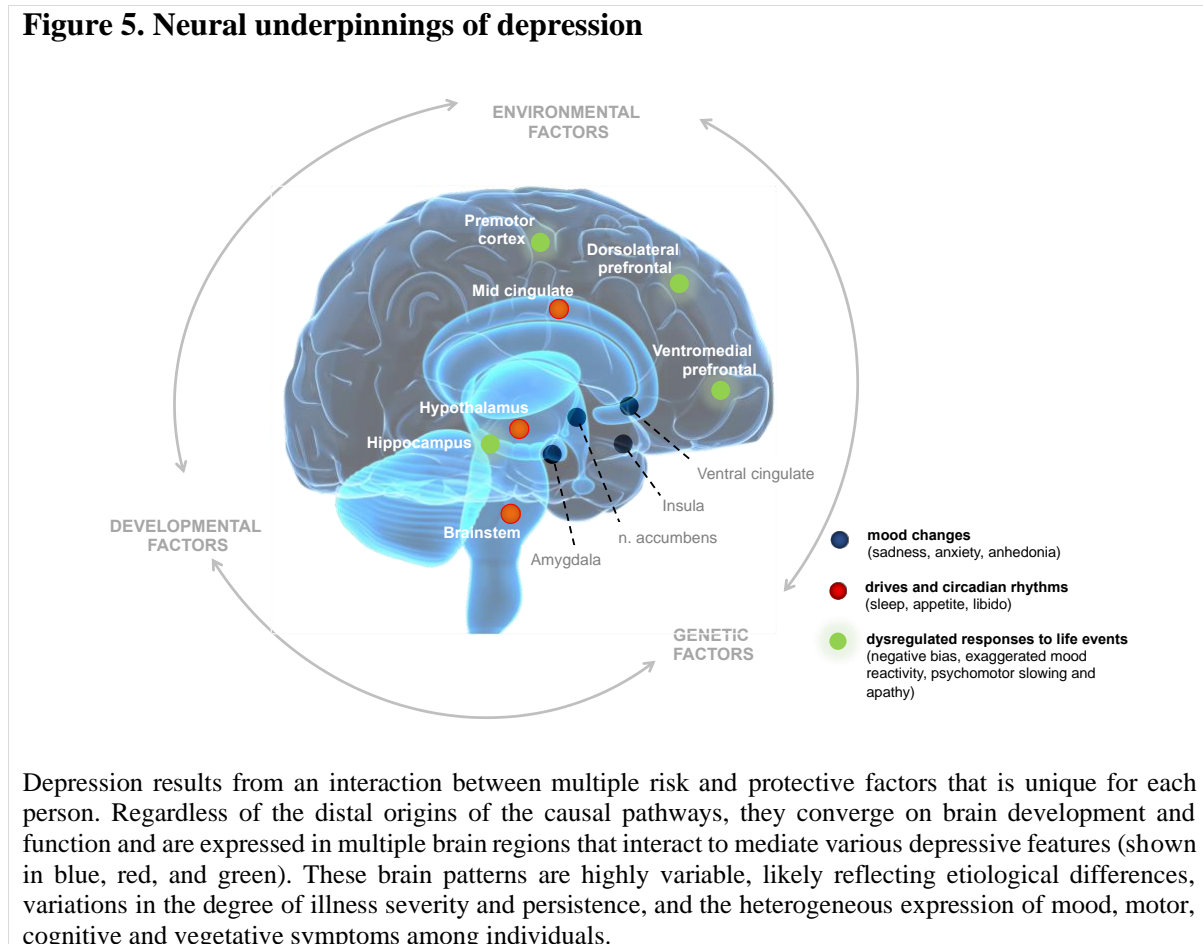 Figure 5. Neural underpinnings of depression
ENVIRONMENTAL
FACTORS
Premotor
cortex
Dorsolateral
prefrontal
Mid cingulate
Ventromedial
prefrontal
Hypothalamus
Hippocampus
Ventral cingulate
Insula
DEVELOPMENTAL
FACTORS
Brainstem
n. accumbens
Amygdala
mood changes
(sadness, anxiety, anhedonia)
drives and circadian rhythms
(sleep, appetite, libido)
GENETIC
FACTORS
dysregulated responses to life events
(negative bias, exaggerated mood
reactivity, psychomotor slowing and
apathy)
Depression results from an interaction between multiple risk and protective factors that is unique for each
person. Regardless of the distal origins of the causal pathways, they converge on brain development and
function and are expressed in multiple brain regions that interact to mediate various depressive features (shown
in blue, red, and green). These brain patterns are highly variable, likely reflecting etiological differences,
variations in the degree of illness severity and persistence, and the heterogeneous expression of mood, motor,
cognitive and vegetative symptoms among individuals.